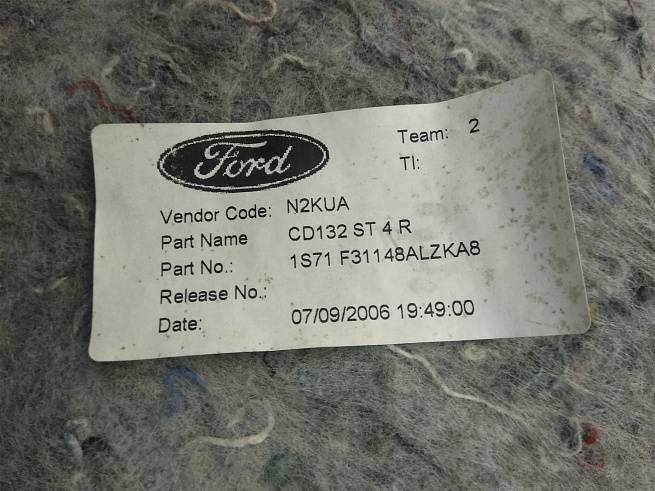 Ford
Team: 2
TI:
Vendor Code: N2KUA
Part Name CD132 ST 4 R
Part No.: 1S71 F31148ALZKA8
Release No.:
Date: 07/09/2006 19:49:00